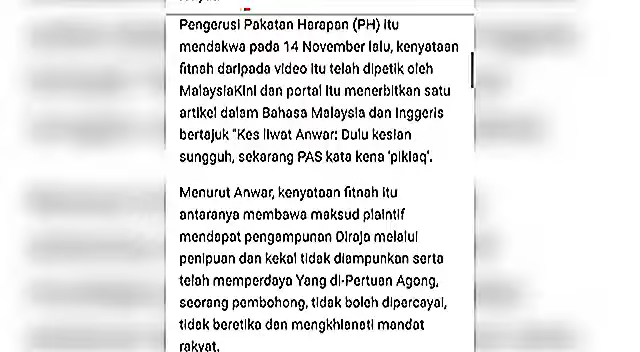 Pengerusi Pakatan Harapan (PH) itu
mendakwa pada 14 November lalu, kenyataan
fitnah daripada video itu telah dipetik oleh
MalaysiaKini dan portal itu menerbitkan satu
artikel dalam Bahasa Malaysia dan Inggeris
bertajuk "Kes liwat Anwar: Dulu kesian
sungguh, sekarang PAS kata kena 'piklaq'.
Menurut Anwar, kenyataan fitnah itu
antaranya membawa maksud plaintif
mendapat pengampunan Diraja melalui
penipuan dan kekal tidak diampunkan serta
telah memperdaya Yang di-Pertuan Agong,
seorang pembohong, tidak boleh dipercayai,
tidak beretika dan mengkhianati mandat
rakyat.